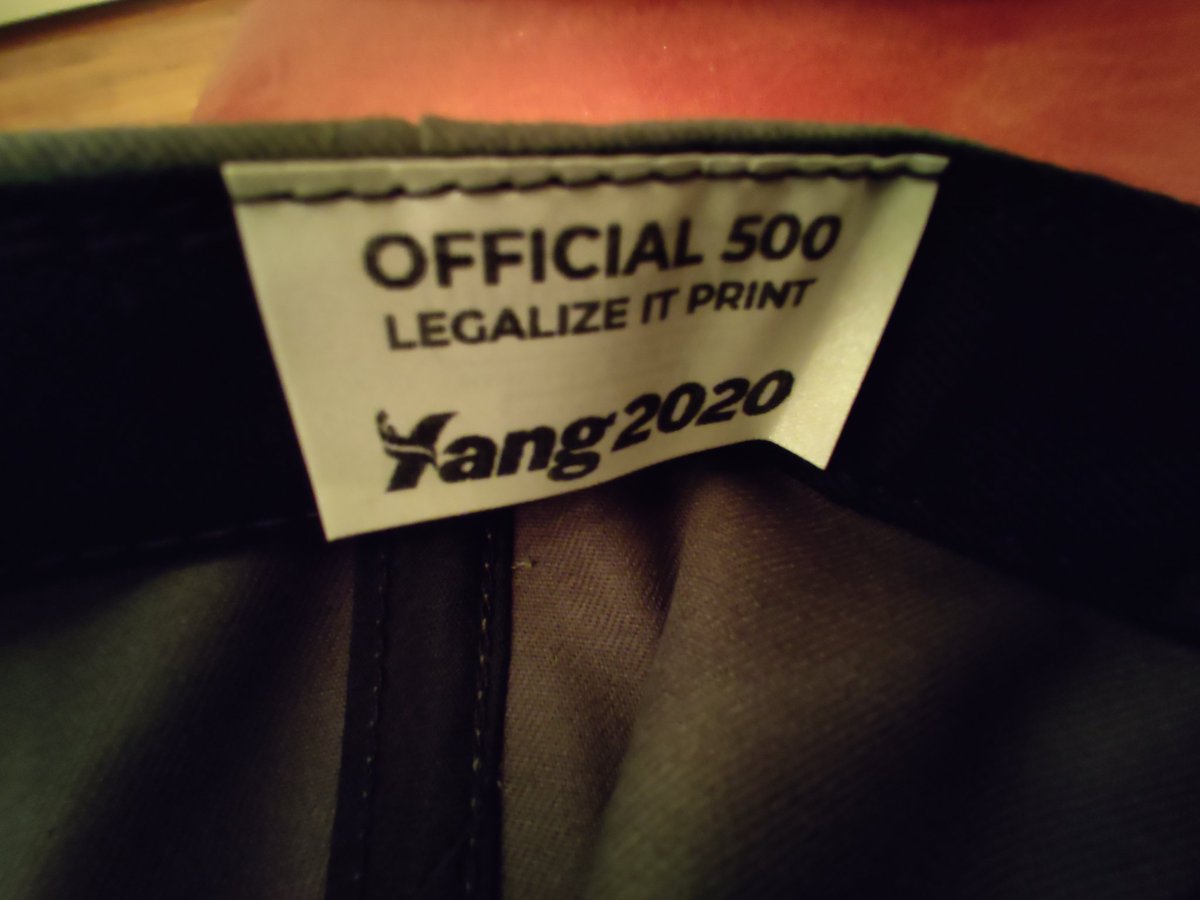 OFFICIAL 500
LEGALIZE IT PRINT
Yang2020